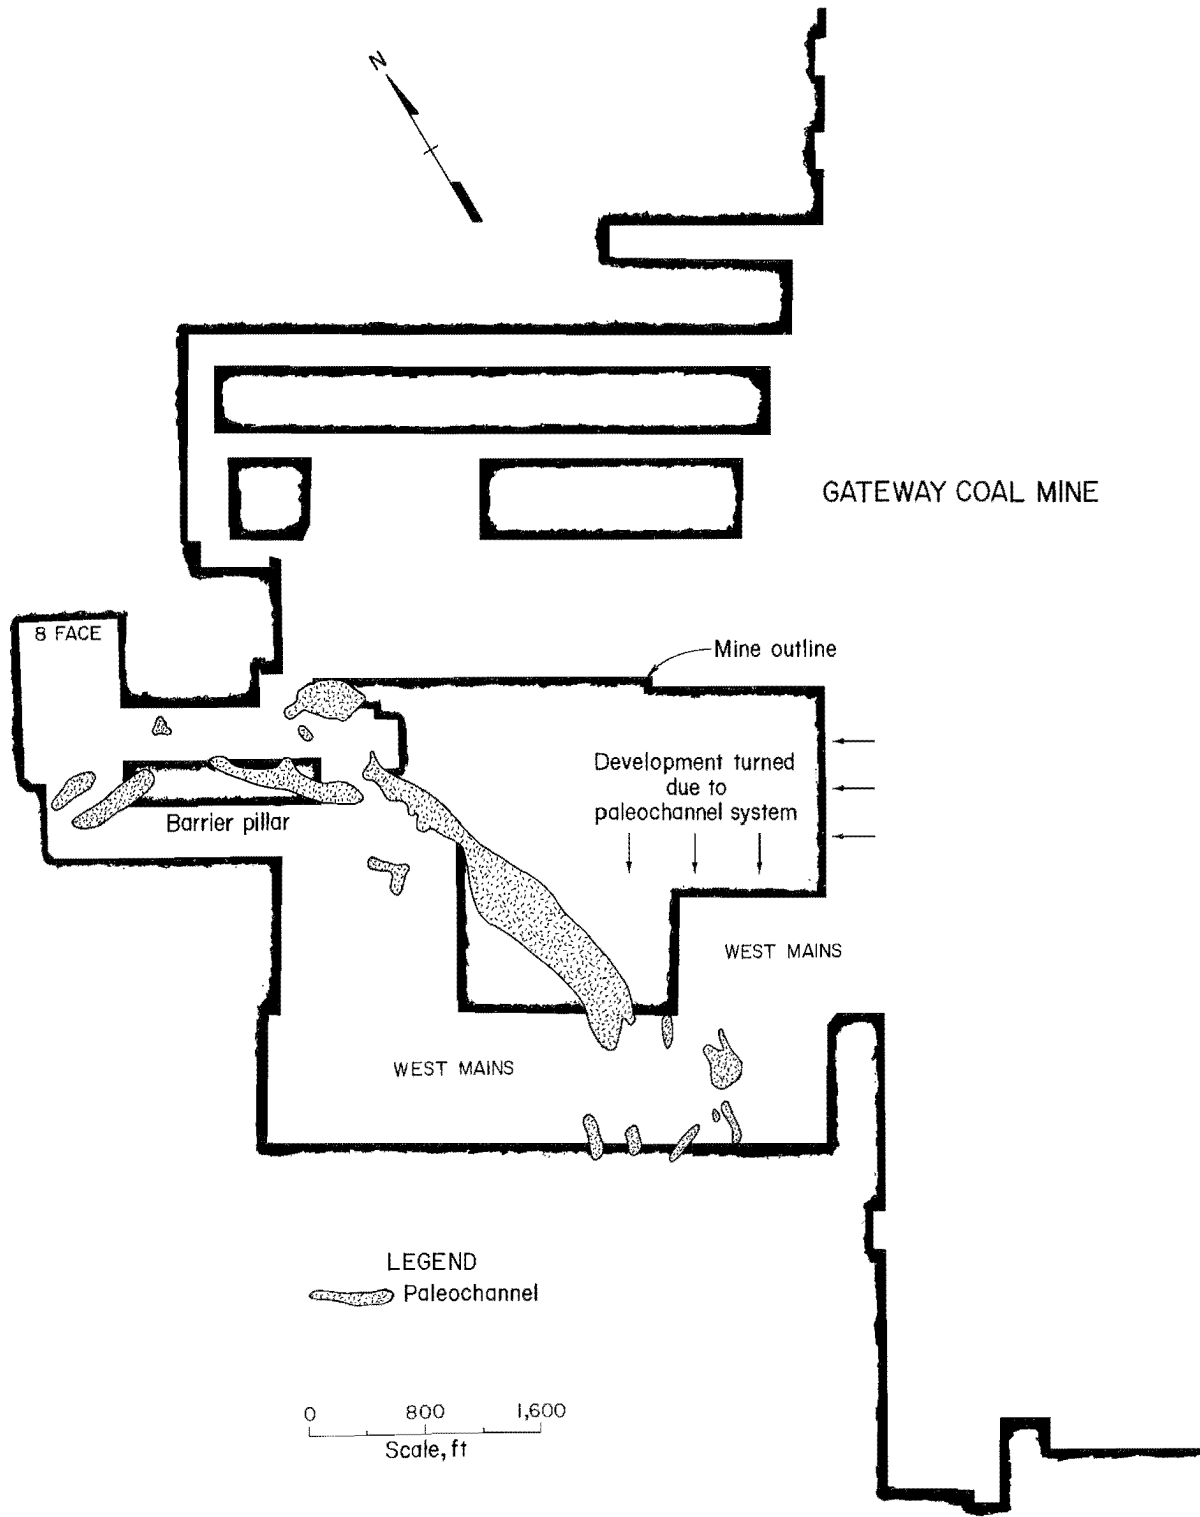 N
GATEWAY COAL MINE
8 FACE
Mine outline
Development turned
due to
paleochannel system
Barrier pillar
WEST MAINS
WEST MAINS
LEGEND
Paleochannel
0 800 1,600
Scale, ft